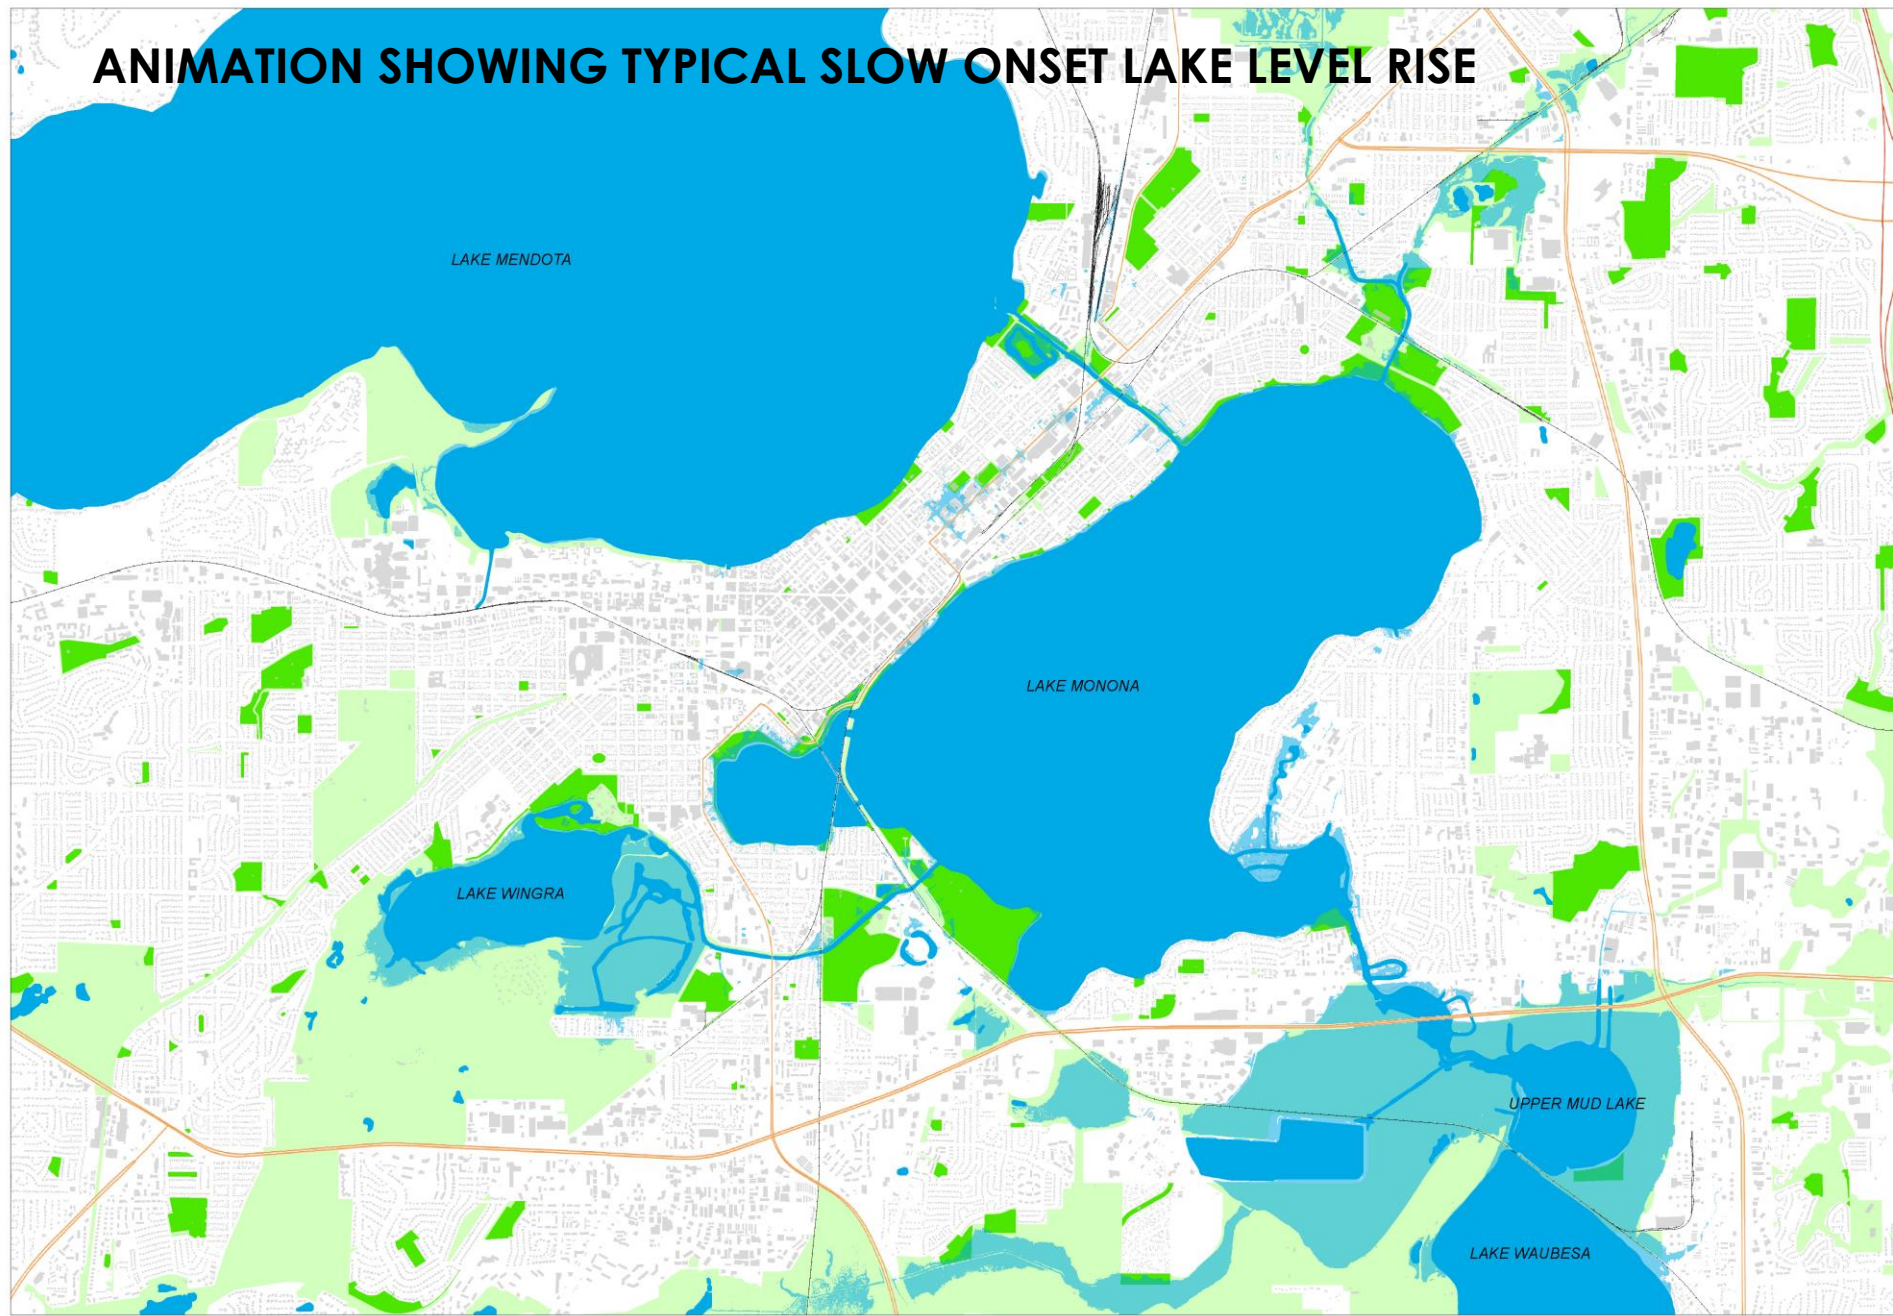 ANIMATION SHOWING TYPICAL SLOW ONSET LAKE LEVEL RISE
LAKE MENDOTA
LAKE MONONA
LAKE WINGRA
UPPER MUD LAKE
LAKE WAUBESA